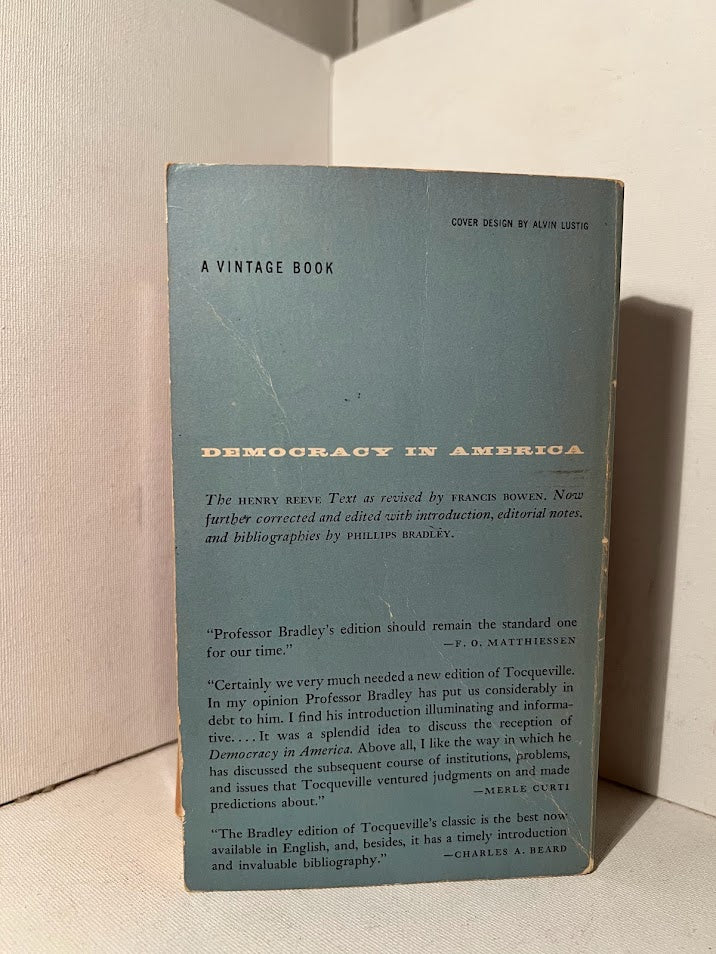 COVER DESIGN BY ALVIN LUSTIG
A VINTAGE BOOK
DEMOCRACY IN AMERICA
The HENRY REEVE Text as revised by FRANCIS BOWEN. Now
further corrected and edited with introduction, editorial notes,
and bibliographies by PHILLIPS BRADLEY.
“Professor Bradley’s edition should remain the standard one
for our time.” —F. O. MATTHIESSEN
“Certainly we very much needed a new edition of Tocqueville.
In my opinion Professor Bradley has put us considerably in
debt to him. I find his introduction illuminating and informa-
tive. . . . It was a splendid idea to discuss the reception of
Democracy in America. Above all, I like the way in which he
has discussed the subsequent course of institutions, problems,
and issues that Tocqueville ventured judgments on and made
predictions about.” —MERLE CURTI
“The Bradley edition of Tocqueville’s classic is the best now
available in English, and, besides, it has a timely introduction
and invaluable bibliography.” —CHARLES A. BEARD